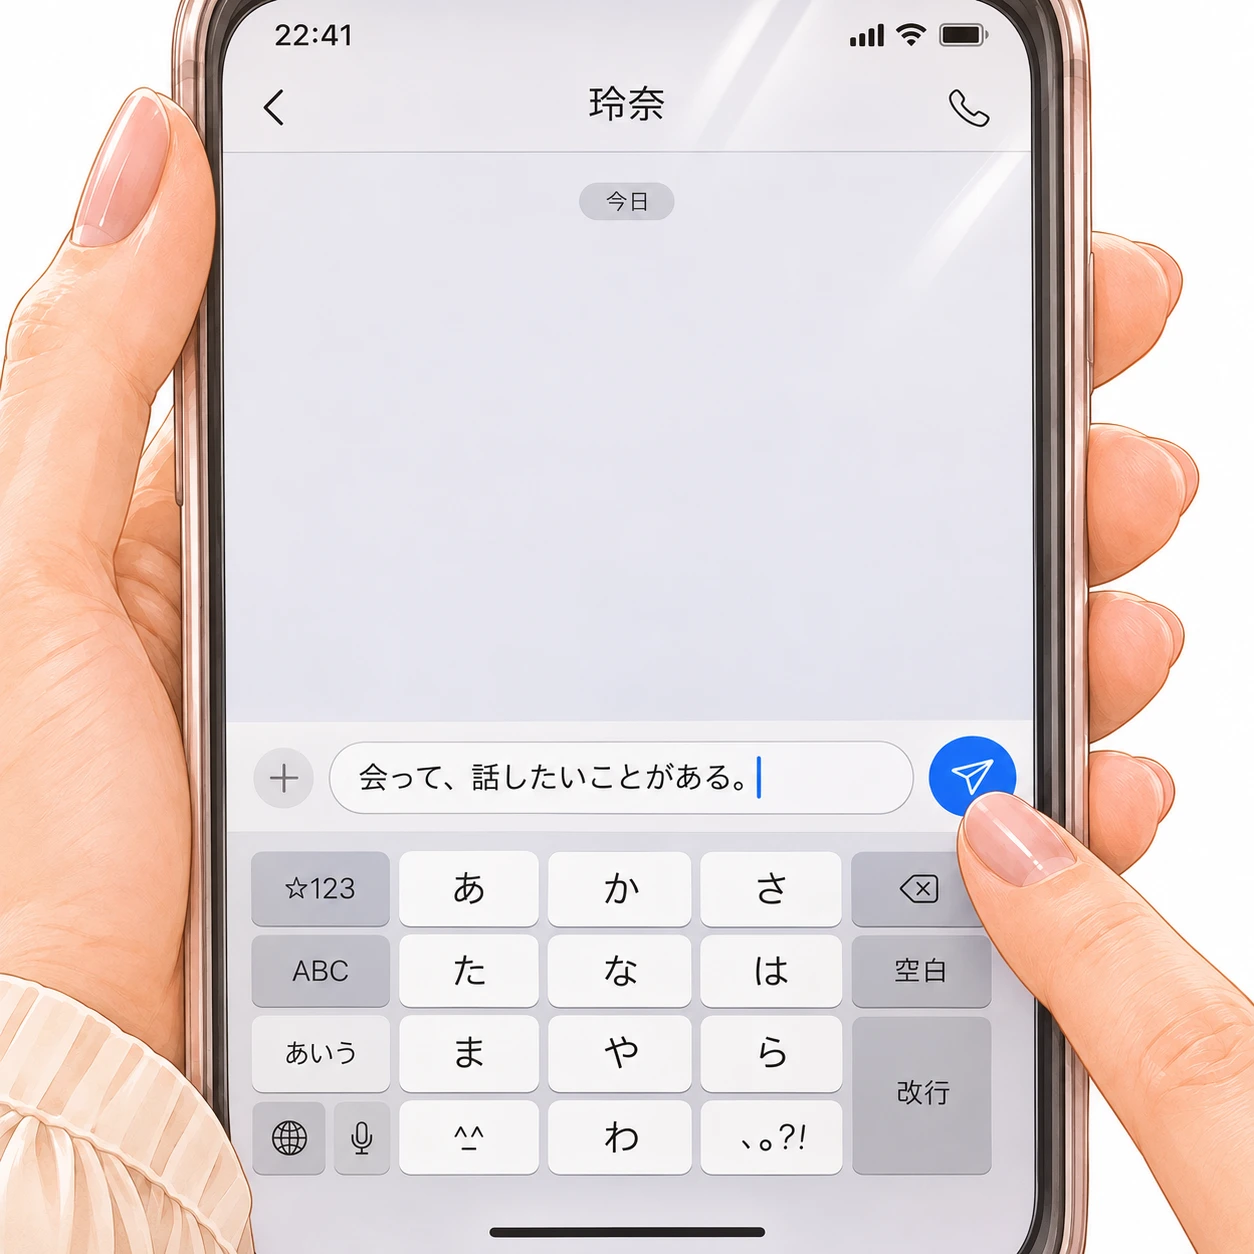 22:41
玲奈
今日
会って、話したいことがある。
☆123 あ か さ
ABC た な は 空白
あいう ま や ら
改行
^_^ わ 、。?!